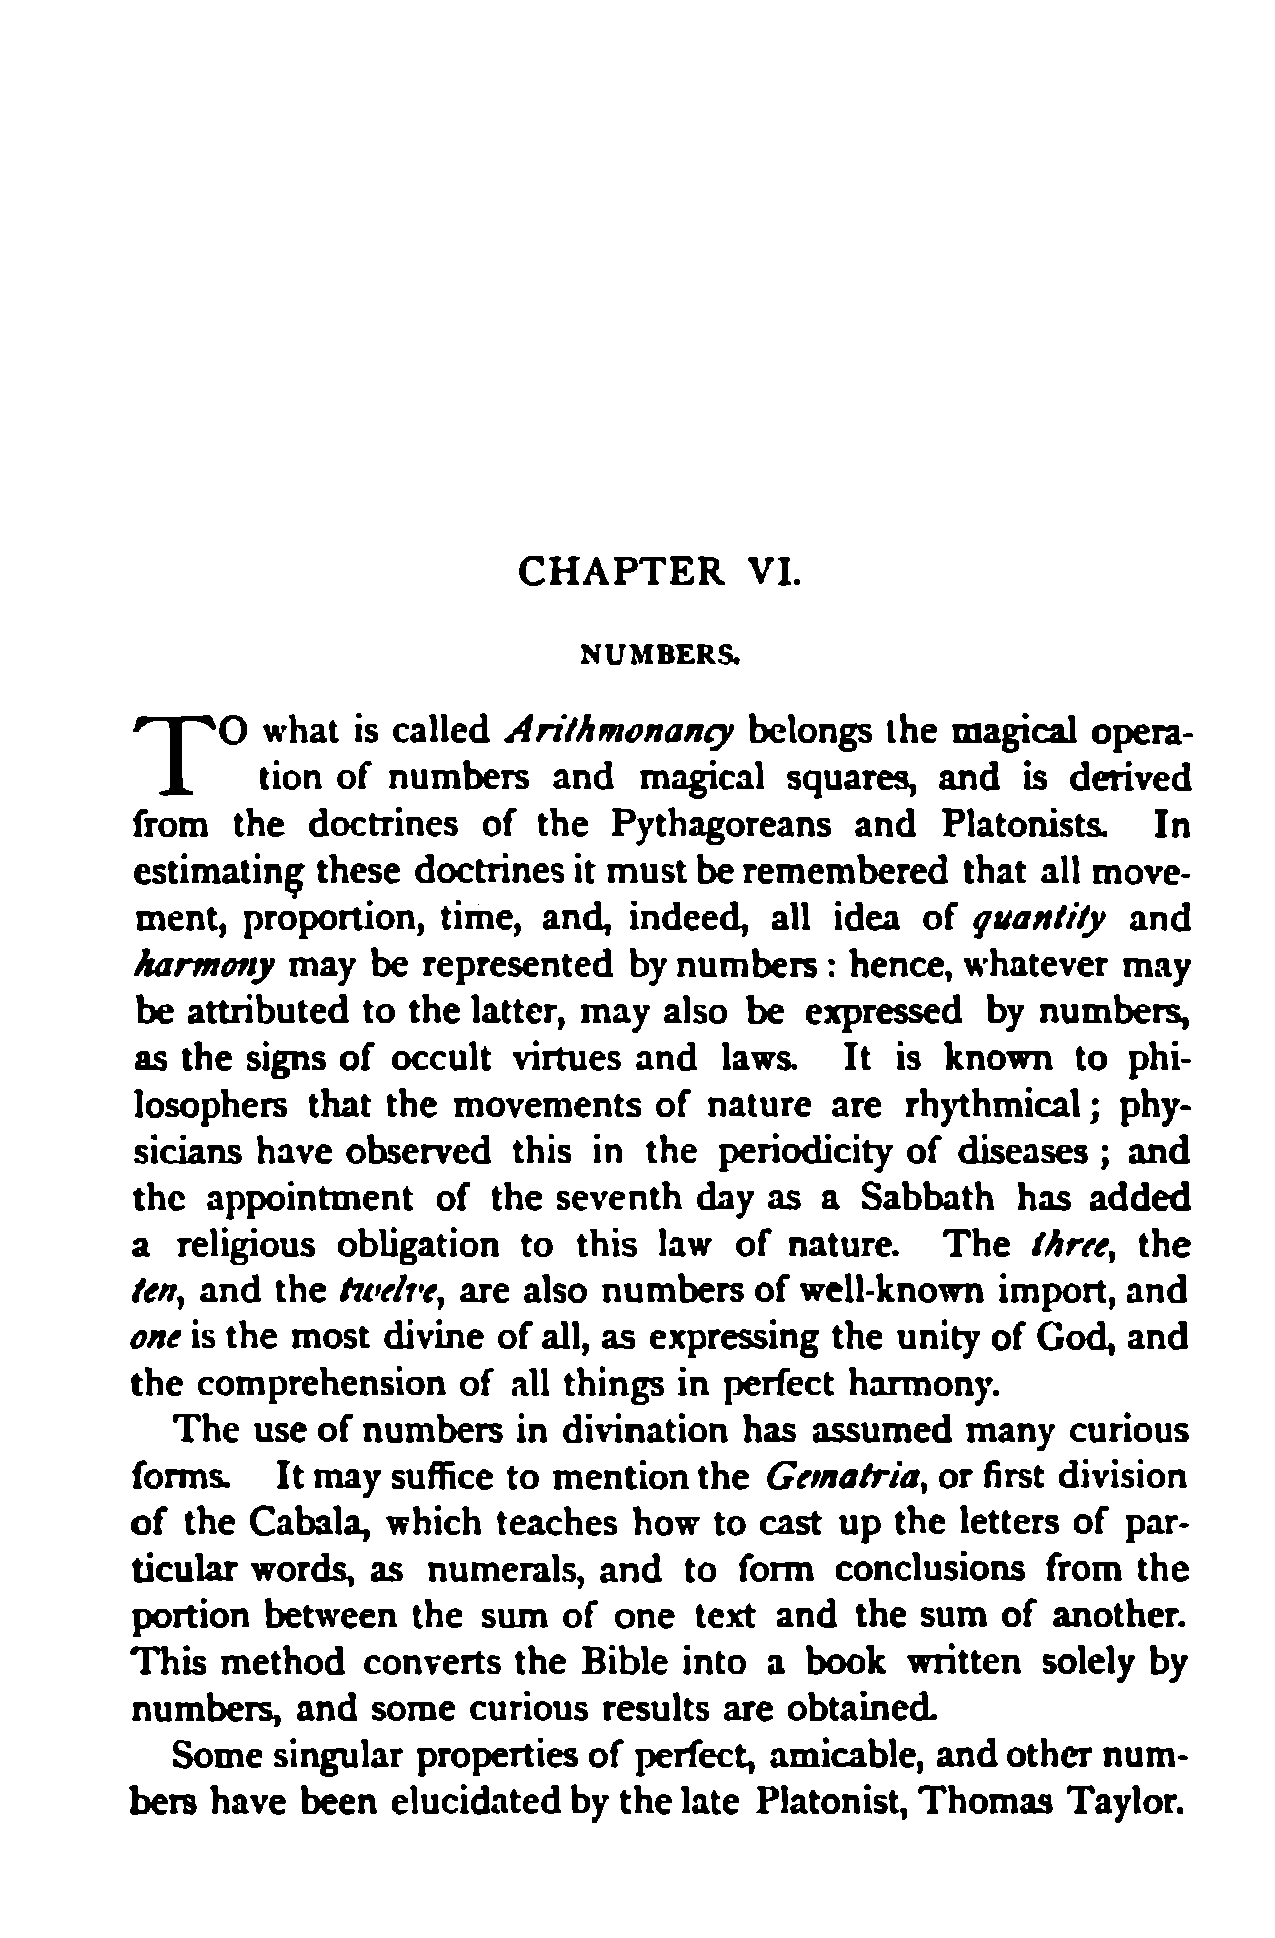 CHAPTER VI.
NUMBERS.
TO what is called Arithmonancy belongs the magical opera-
tion of numbers and magical squares, and is derived
from the doctrines of the Pythagoreans and Platonists. In
estimating these doctrines it must be remembered that all move-
ment, proportion, time, and, indeed, all idea of quantity and
harmony may be represented by numbers : hence, whatever may
be attributed to the latter, may also be expressed by numbers,
as the signs of occult virtues and laws. It is known to phi-
losophers that the movements of nature are rhythmical ; phy-
sicians have observed this in the periodicity of diseases ; and
the appointment of the seventh day as a Sabbath has added
a religious obligation to this law of nature. The three, the
ten, and the twelve, are also numbers of well-known import, and
one is the most divine of all, as expressing the unity of God, and
the comprehension of all things in perfect harmony.
The use of numbers in divination has assumed many curious
forms. It may suffice to mention the Gematria, or first division
of the Cabala, which teaches how to cast up the letters of par-
ticular words, as numerals, and to form conclusions from the
portion between the sum of one text and the sum of another.
This method converts the Bible into a book written solely by
numbers, and some curious results are obtained.
Some singular properties of perfect, amicable, and other num-
bers have been elucidated by the late Platonist, Thomas Taylor.